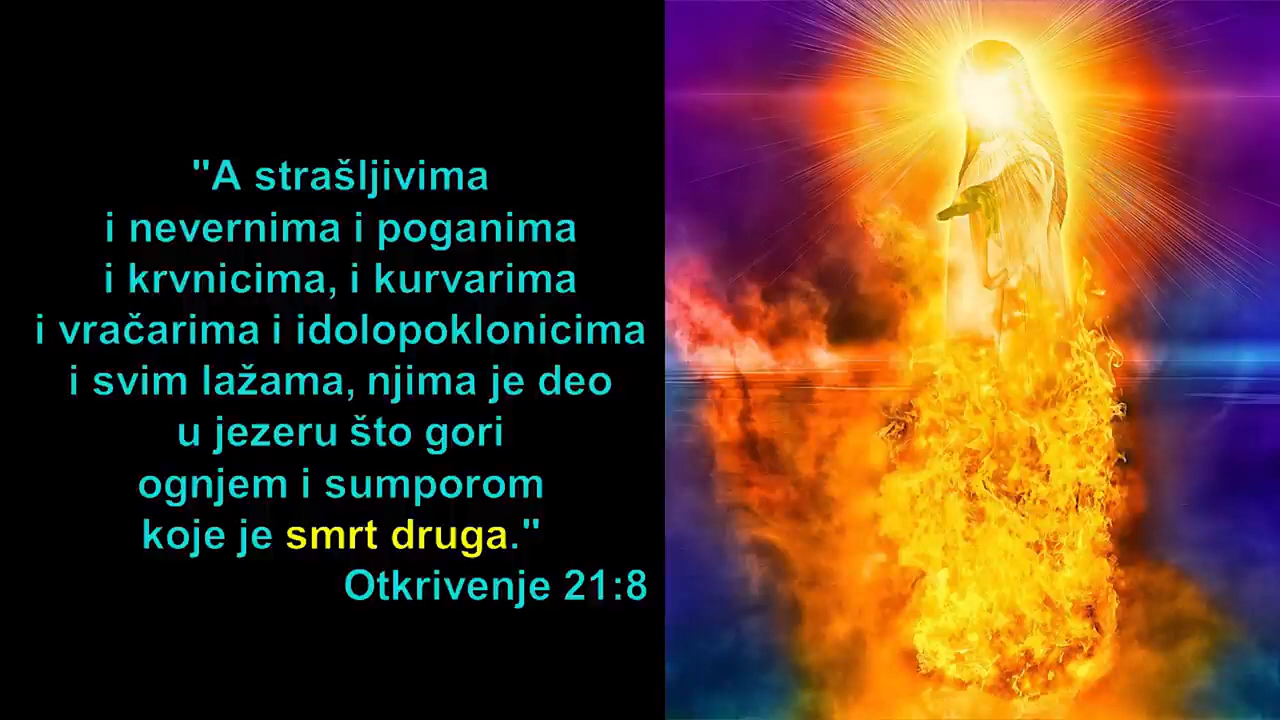 "A strašljivima
i nevernima i poganima
i krvnicima, i kurvarima
i vračarima i idolopoklonicima
i svim lažama, njima je deo
u jezeru što gori
ognjem i sumporom
koje je smrt druga."
Otkrivenje 21:8